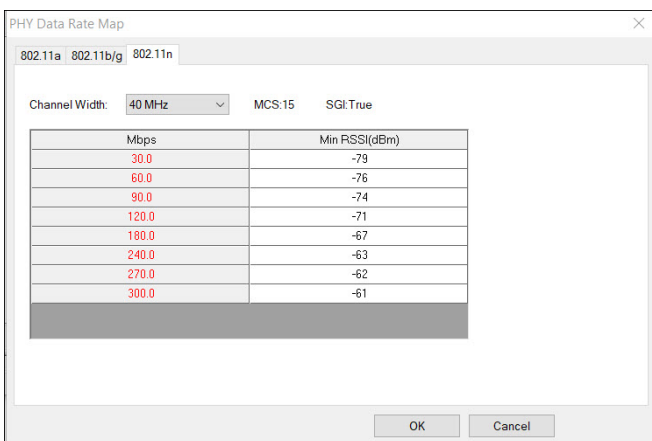 PHY Data Rate Map
802.11a 802.11b/g 802.11n
Channel Width: 40 MHz MCS:15 SGI:True
Mbps Min RSSI(dBm)
30.0 -79
60.0 -76
90.0 -74
120.0 -71
180.0 -67
240.0 -63
270.0 -62
300.0 -61
OK Cancel